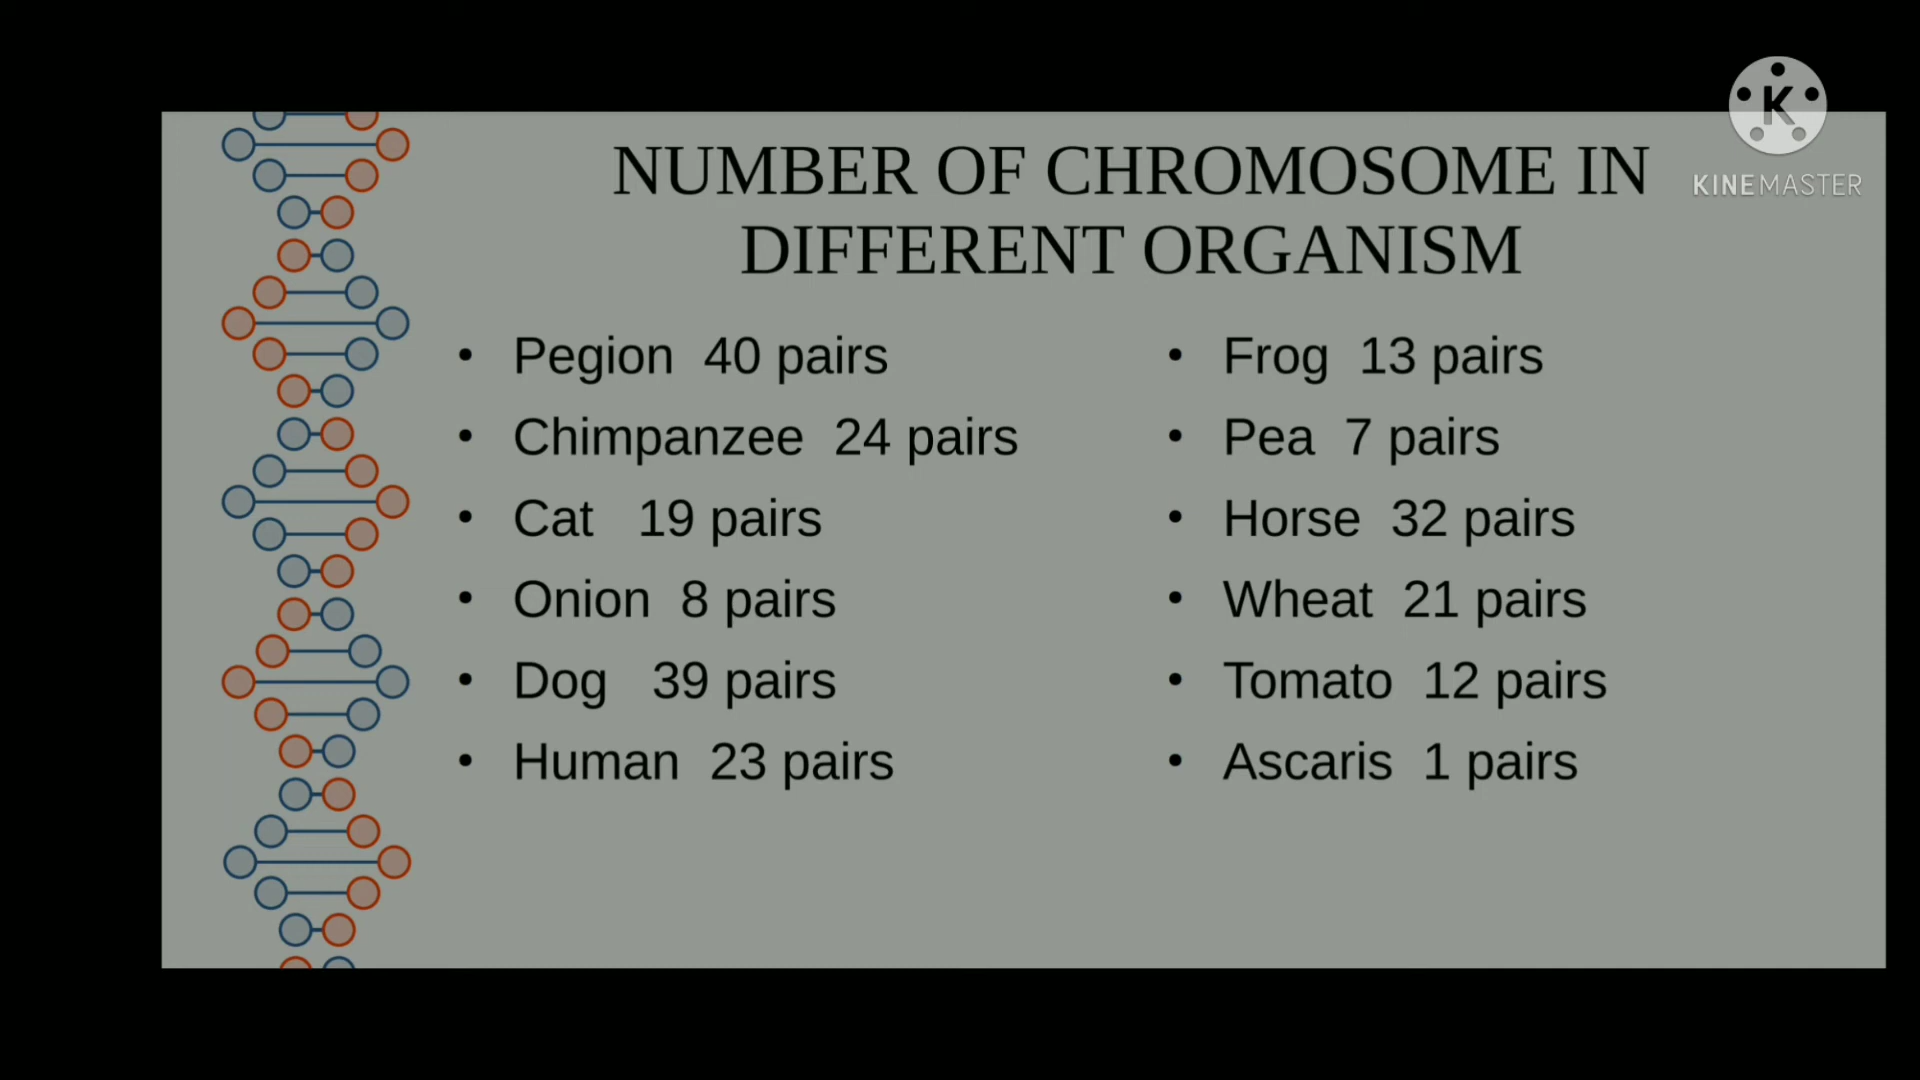 K
KINEMASTER
NUMBER OF CHROMOSOME IN
DIFFERENT ORGANISM
• Pegion 40 pairs
• Chimpanzee 24 pairs
• Cat 19 pairs
• Onion 8 pairs
• Dog 39 pairs
• Human 23 pairs
• Frog 13 pairs
• Pea 7 pairs
• Horse 32 pairs
• Wheat 21 pairs
• Tomato 12 pairs
• Ascaris 1 pairs